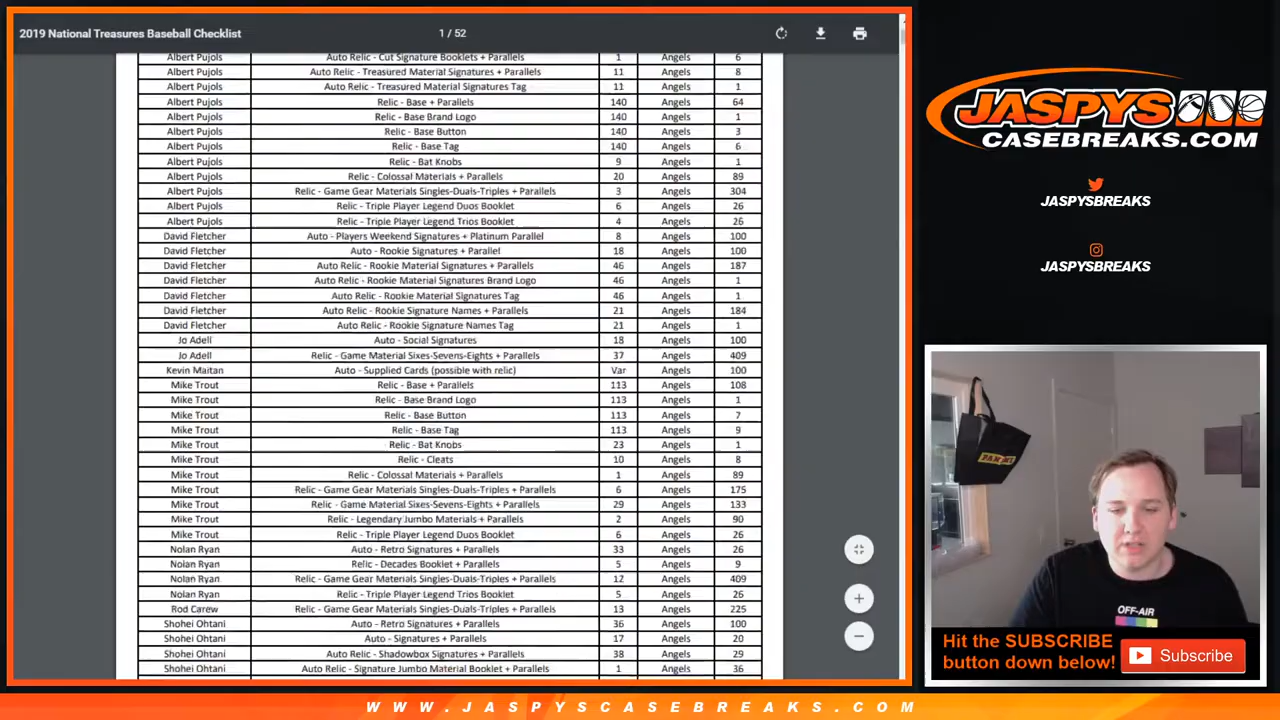 2019 National Treasures Baseball Checklist 1 / 52
Albert Pujols Auto Relic - Cut Signature Booklets + Parallels 1 Angels 6
Albert Pujols Auto Relic - Treasured Material Signatures + Parallels 11 Angels 8
Albert Pujols Auto Relic - Treasured Material Signatures Tag 11 Angels 1
Albert Pujols Relic - Base + Parallels 140 Angels 64
Albert Pujols Relic - Base Brand Logo 140 Angels 1
Albert Pujols Relic - Base Button 140 Angels 3
Albert Pujols Relic - Base Tag 140 Angels 6
Albert Pujols Relic - Bat Knobs 9 Angels 1
Albert Pujols Relic - Colossal Materials + Parallels 20 Angels 89
Albert Pujols Relic - Game Gear Materials Singles-Duals-Triples + Parallels 3 Angels 304
Albert Pujols Relic - Triple Player Legend Duos Booklet 6 Angels 26
Albert Pujols Relic - Triple Player Legend Trios Booklet 4 Angels 26
David Fletcher Auto - Players Weekend Signatures + Platinum Parallel 8 Angels 100
David Fletcher Auto - Rookie Signatures + Parallel 18 Angels 100
David Fletcher Auto Relic - Rookie Material Signatures + Parallels 46 Angels 187
David Fletcher Auto Relic - Rookie Material Signatures Brand Logo 46 Angels 1
David Fletcher Auto Relic - Rookie Material Signatures Tag 46 Angels 1
David Fletcher Auto Relic - Rookie Signature Names + Parallels 21 Angels 184
David Fletcher Auto Relic - Rookie Signature Names Tag 21 Angels 1
Jo Adell Auto - Social Signatures 18 Angels 100
Jo Adell Relic - Game Material Sixes-Sevens-Eights + Parallels 37 Angels 409
Kevin Maitan Auto - Supplied Cards (possible with relic) Var Angels 100
Mike Trout Relic - Base + Parallels 113 Angels 108
Mike Trout Relic - Base Brand Logo 113 Angels 1
Mike Trout Relic - Base Button 113 Angels 7
Mike Trout Relic - Base Tag 113 Angels 9
Mike Trout Relic - Bat Knobs 23 Angels 1
Mike Trout Relic - Cleats 10 Angels 8
Mike Trout Relic - Colossal Materials + Parallels 1 Angels 89
Mike Trout Relic - Game Gear Materials Singles-Duals-Triples + Parallels 6 Angels 175
Mike Trout Relic - Game Material Sixes-Sevens-Eights + Parallels 29 Angels 133
Mike Trout Relic - Legendary Jumbo Materials + Parallels 2 Angels 90
Mike Trout Relic - Triple Player Legend Duos Booklet 6 Angels 26
Nolan Ryan Auto - Retro Signatures + Parallels 33 Angels 26
Nolan Ryan Relic - Decades Booklet + Parallels 5 Angels 9
Nolan Ryan Relic - Game Gear Materials Singles-Duals-Triples + Parallels 12 Angels 409
Nolan Ryan Relic - Triple Player Legend Trios Booklet 5 Angels 26
Rod Carew Relic - Game Gear Materials Singles-Duals-Triples + Parallels 13 Angels 225
Shohei Ohtani Auto - Retro Signatures + Parallels 36 Angels 100
Shohei Ohtani Auto - Signatures + Parallels 17 Angels 20
Shohei Ohtani Auto Relic - Shadowbox Signatures + Parallels 38 Angels 29
Shohei Ohtani Auto Relic - Signature Jumbo Material Booklet + Parallels 1 Angels 36
JASPYS
CASEBREAKS.COM
JASPYSBREAKS
JASPYSBREAKS
PANINI
OFF-AIR
Hit the SUBSCRIBE
button down below!
Subscribe
WWW.JASPYSCASEBREAKS.COM